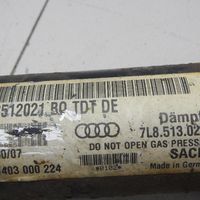 512021 BQ TDT DE
Dämpf
7L8.513.02
DO NOT OPEN GAS PRESS
0/07
SAC
403 000 224